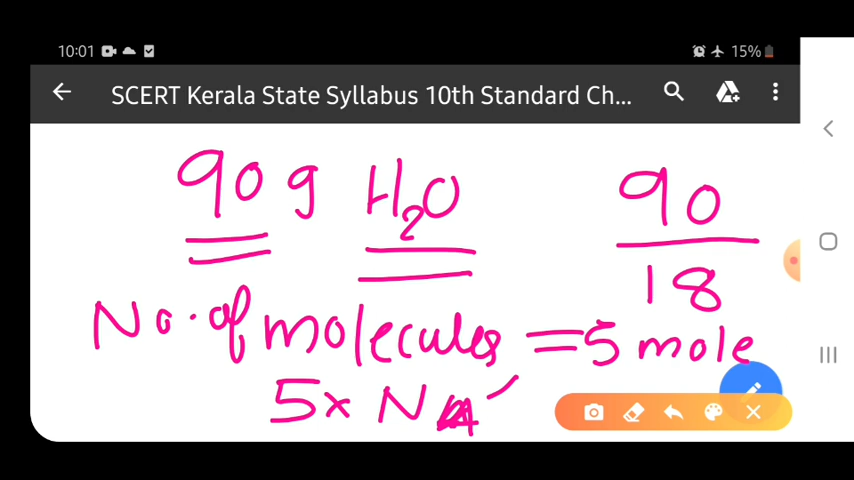 10:01 15%
SCERT Kerala State Syllabus 10th Standard Ch...
90 g H₂O 90
18
No. of molecules = 5 mole
5 × NA